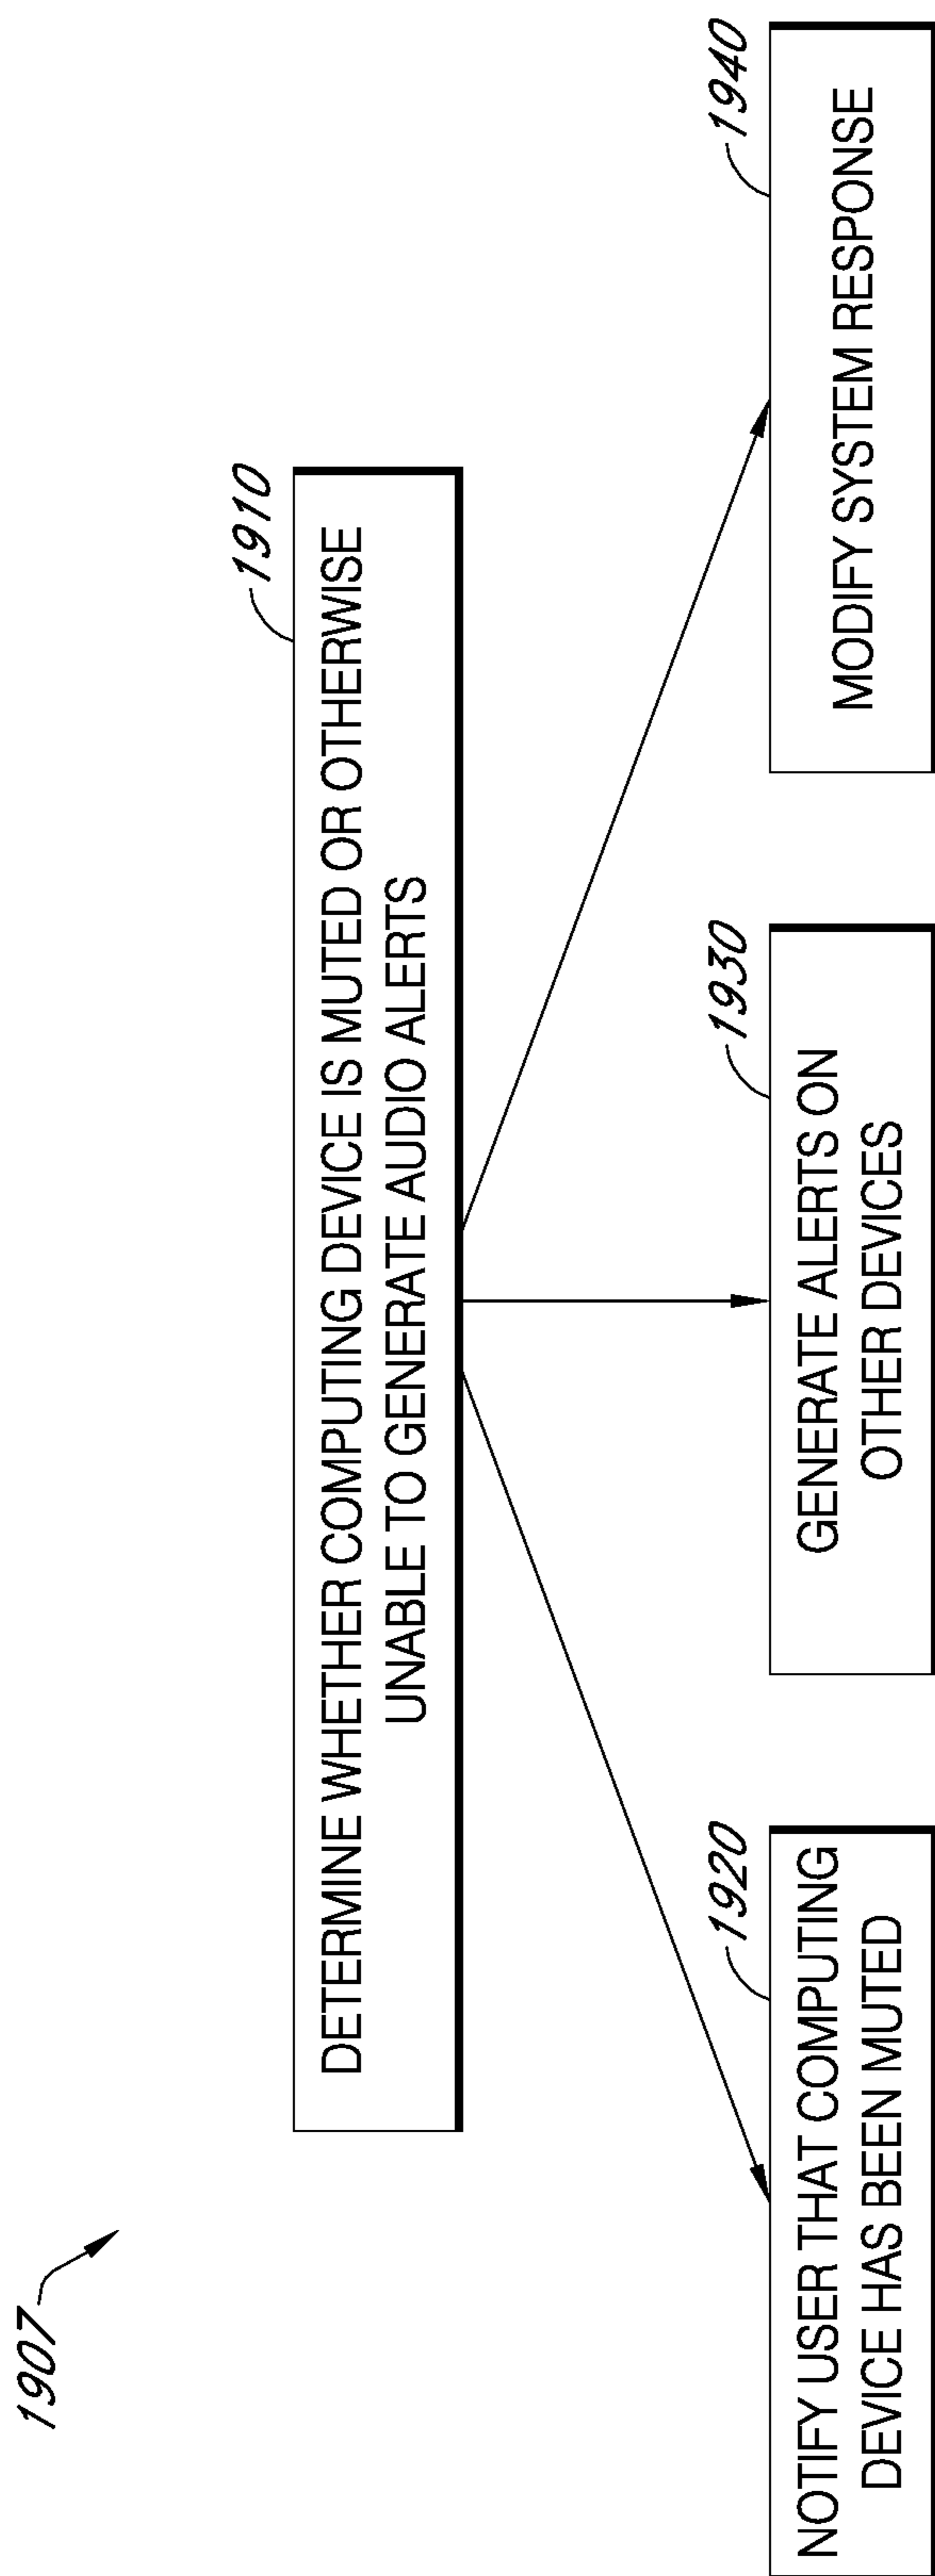 1907
1910
DETERMINE WHETHER COMPUTING DEVICE IS MUTED OR OTHERWISE
UNABLE TO GENERATE AUDIO ALERTS
1920
NOTIFY USER THAT COMPUTING
DEVICE HAS BEEN MUTED
1930
GENERATE ALERTS ON
OTHER DEVICES
1940
MODIFY SYSTEM RESPONSE